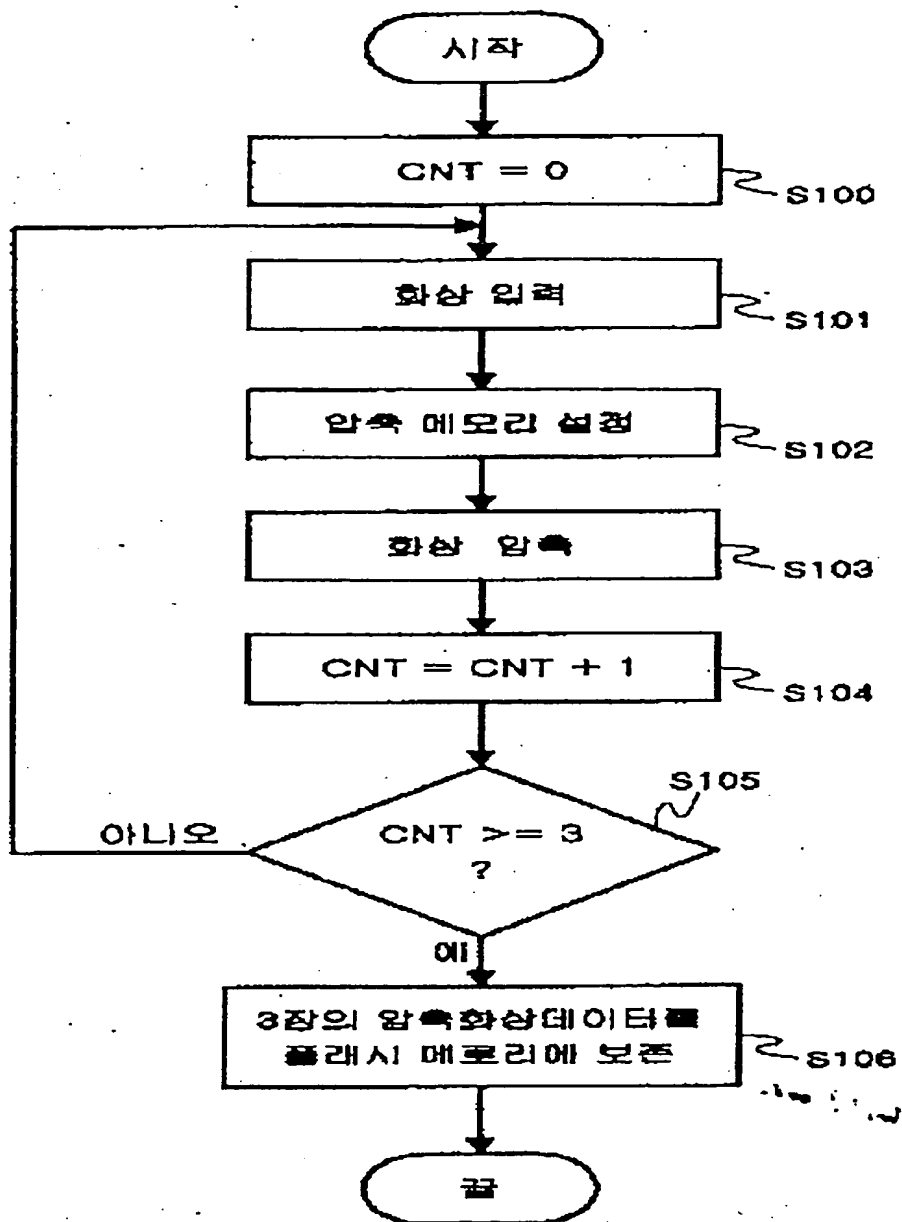 시작
CNT = 0
S100
화상 입력
S101
압축 메모리 설정
S102
화상 압축
S103
CNT = CNT + 1
S104
S105
CNT >= 3
?
아니오
예
3장의 압축화상데이터를
플래시 메모리에 보존
S106
끝